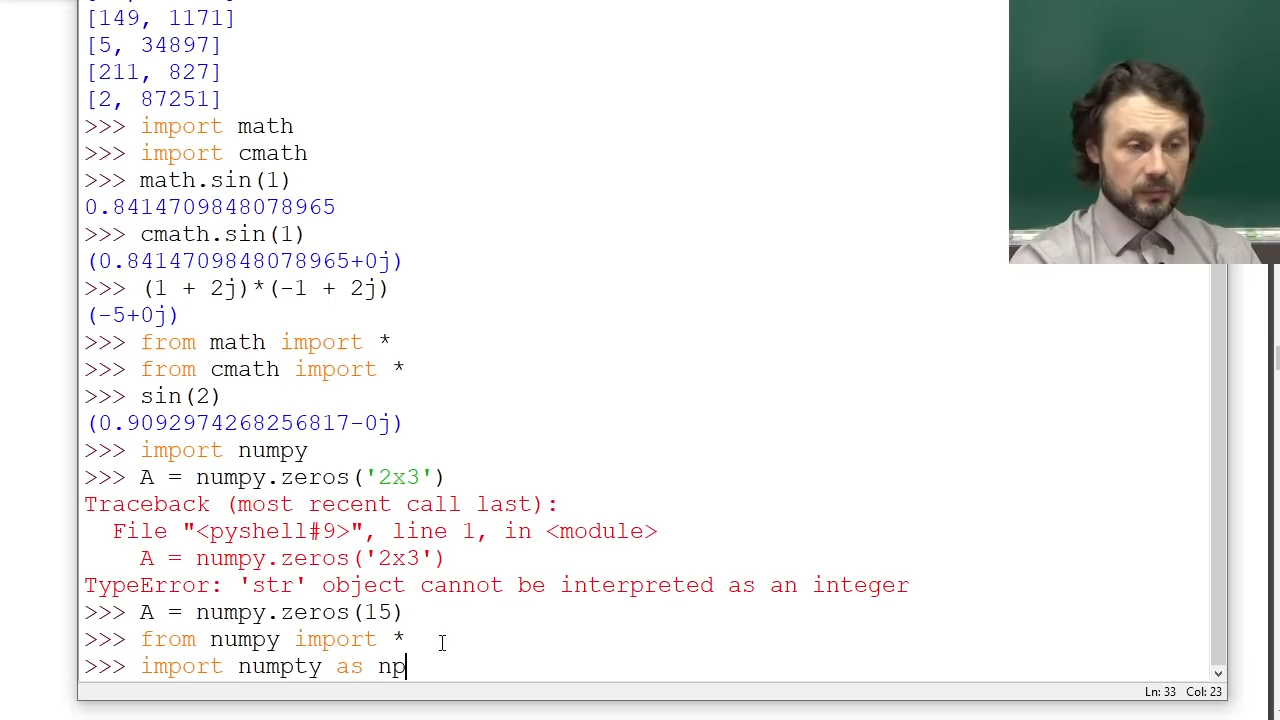 [149, 1171]
[5, 34897]
[211, 827]
[2, 87251]
>>> import math
>>> import cmath
>>> math.sin(1)
0.8414709848078965
>>> cmath.sin(1)
(0.8414709848078965+0j)
>>> (1 + 2j)*(-1 + 2j)
(-5+0j)
>>> from math import *
>>> from cmath import *
>>> sin(2)
(0.9092974268256817-0j)
>>> import numpy
>>> A = numpy.zeros('2x3')
Traceback (most recent call last):
  File "<pyshell#9>", line 1, in <module>
    A = numpy.zeros('2x3')
TypeError: 'str' object cannot be interpreted as an integer
>>> A = numpy.zeros(15)
>>> from numpy import *
>>> import numpty as np
Ln: 33 Col: 23